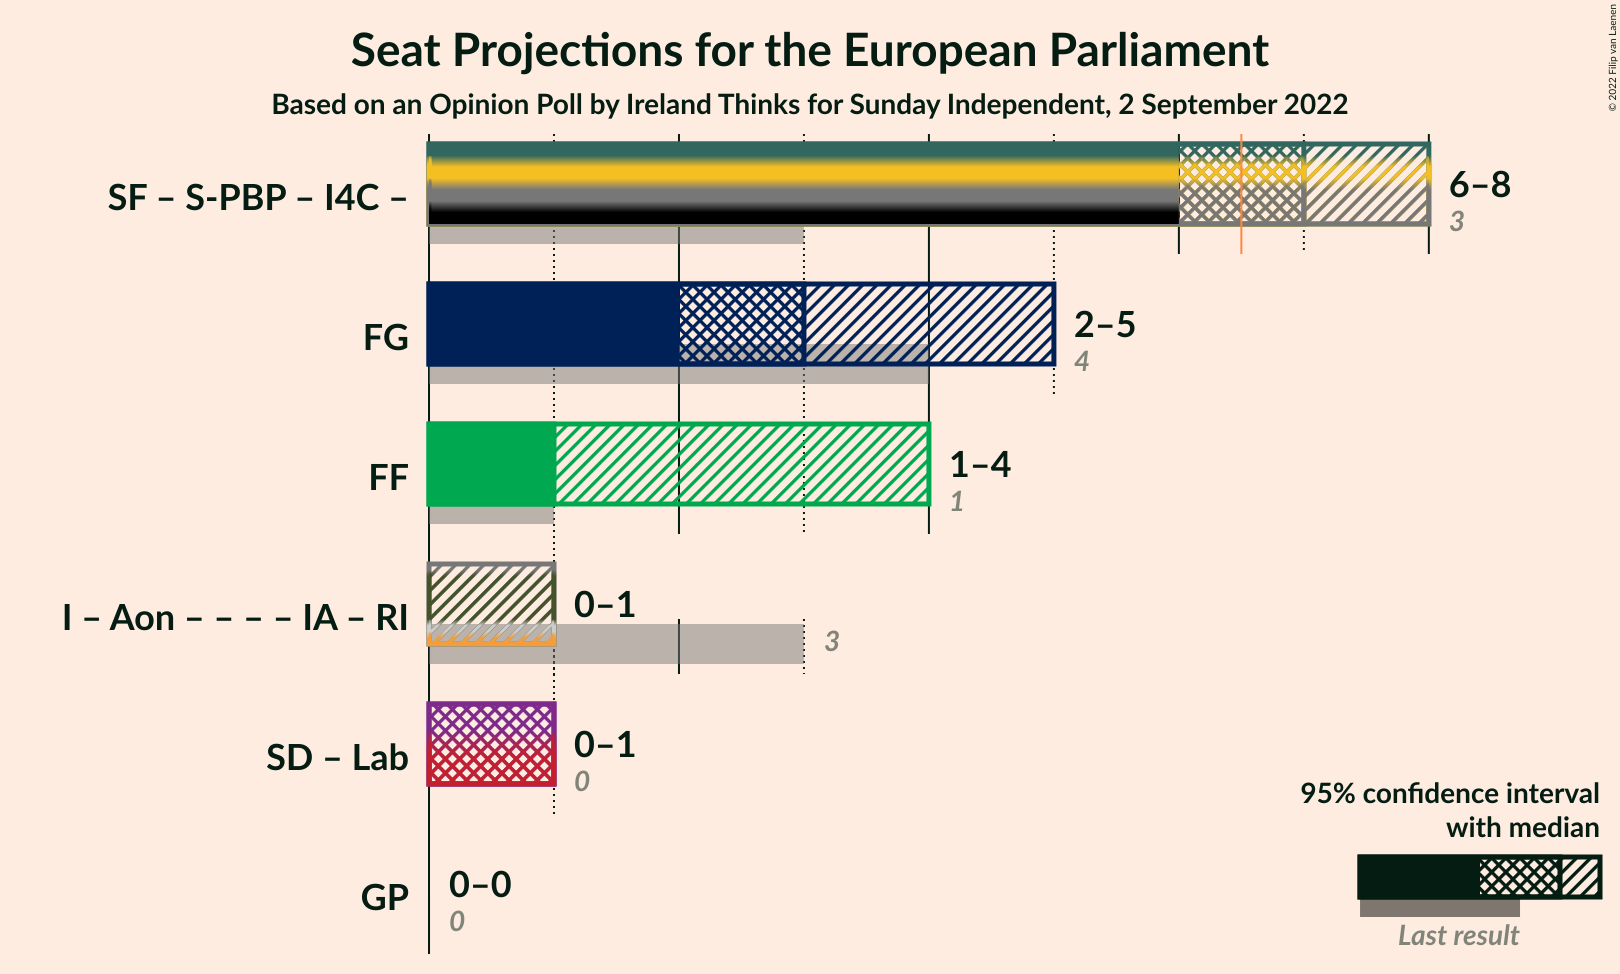 Seat Projections for the European Parliament
Based on an Opinion Poll by Ireland Thinks for Sunday Independent, 2 September 2022
© 2022 Filip van Laenen
SF – S-PBP – I4C –
6–8
3
FG
2–5
4
FF
1–4
1
I – Aon – – – – IA – RI
0–1
3
SD – Lab
0–1
0
GP
0–0
0
95% confidence interval
with median
Last result